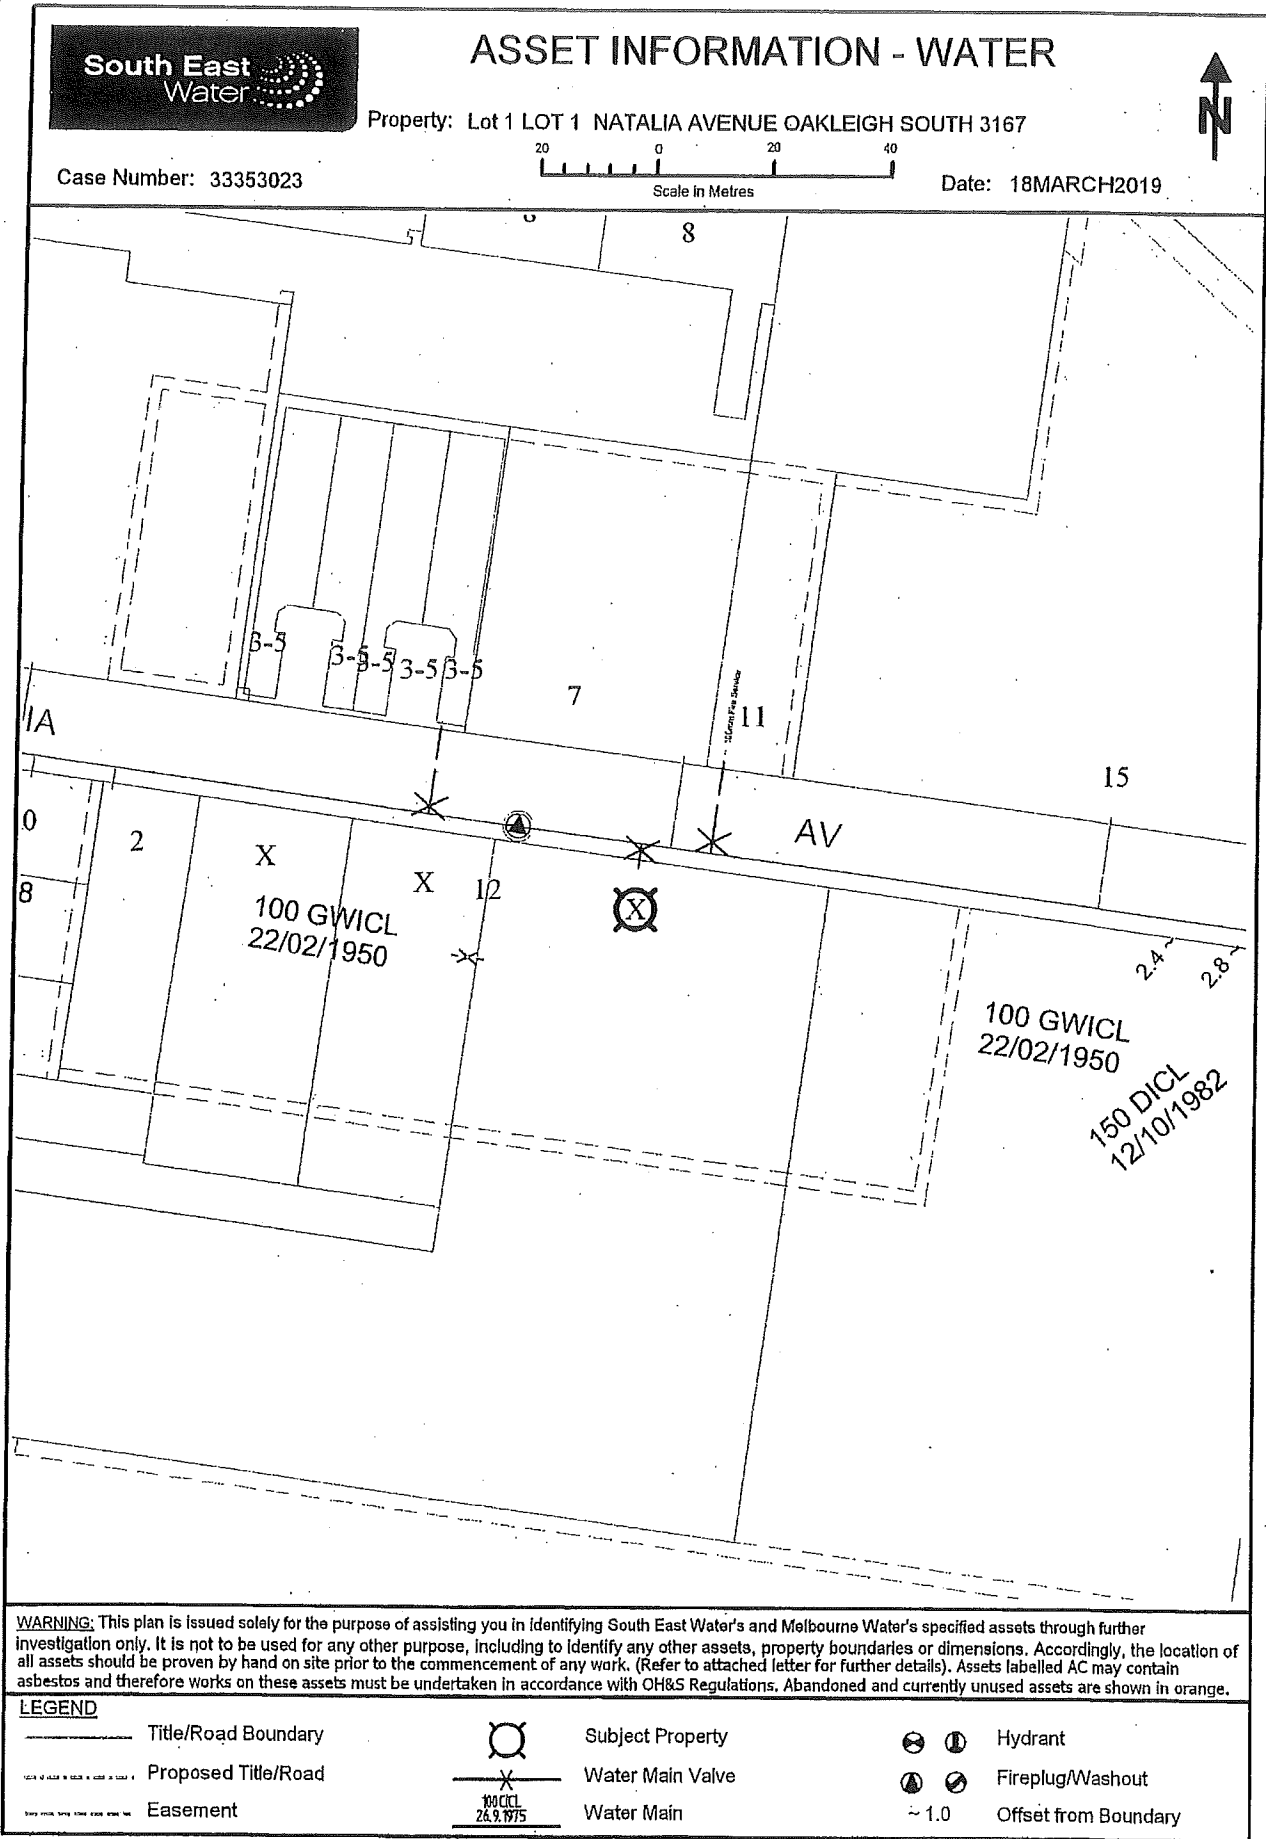 South East
Water
ASSET INFORMATION - WATER
N
Property: Lot 1 LOT 1 NATALIA AVENUE OAKLEIGH SOUTH 3167
Case Number: 33353023
20 0 20 40
Scale in Metres
Date: 18MARCH2019
8
3-5
3-5
3-5
3-5
3-5
7
11
IA
15
AV
0
2
X
X
12
X
8
100 GWICL
22/02/1950
2.4 ~
2.8 ~
100 GWICL
22/02/1950
150 DICL
12/10/1982
WARNING: This plan is issued solely for the purpose of assisting you in identifying South East Water's and Melbourne Water's specified assets through further
investigation only. It is not to be used for any other purpose, including to identify any other assets, property boundaries or dimensions. Accordingly, the location of
all assets should be proven by hand on site prior to the commencement of any work. (Refer to attached letter for further details). Assets labelled AC may contain
asbestos and therefore works on these assets must be undertaken in accordance with OH&S Regulations. Abandoned and currently unused assets are shown in orange.
LEGEND
Title/Road Boundary
Subject Property
Hydrant
Proposed Title/Road
Water Main Valve
Fireplug/Washout
Easement
100 CICL
26.9.1975
Water Main
~ 1.0
Offset from Boundary